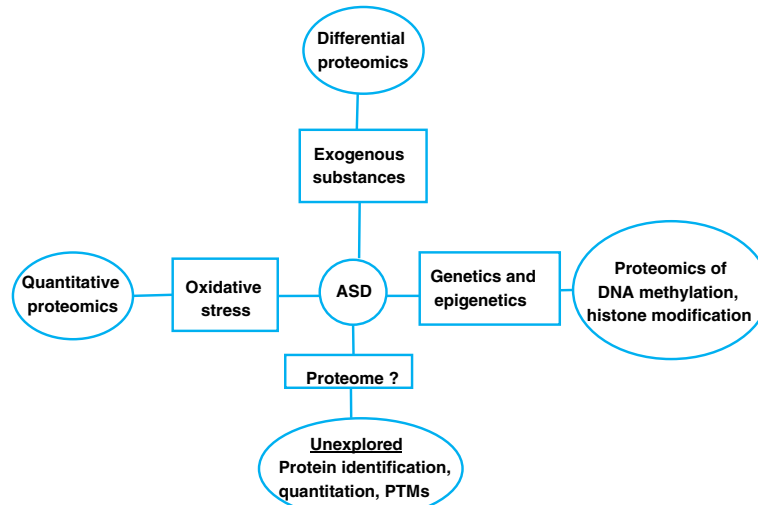 Differential
proteomics
Exogenous
substances
Quantitative
proteomics
Oxidative
stress
ASD
Genetics and
epigenetics
Proteomics of
DNA methylation,
histone modification
Proteome ?
Unexplored
Protein identification,
quantitation, PTMs